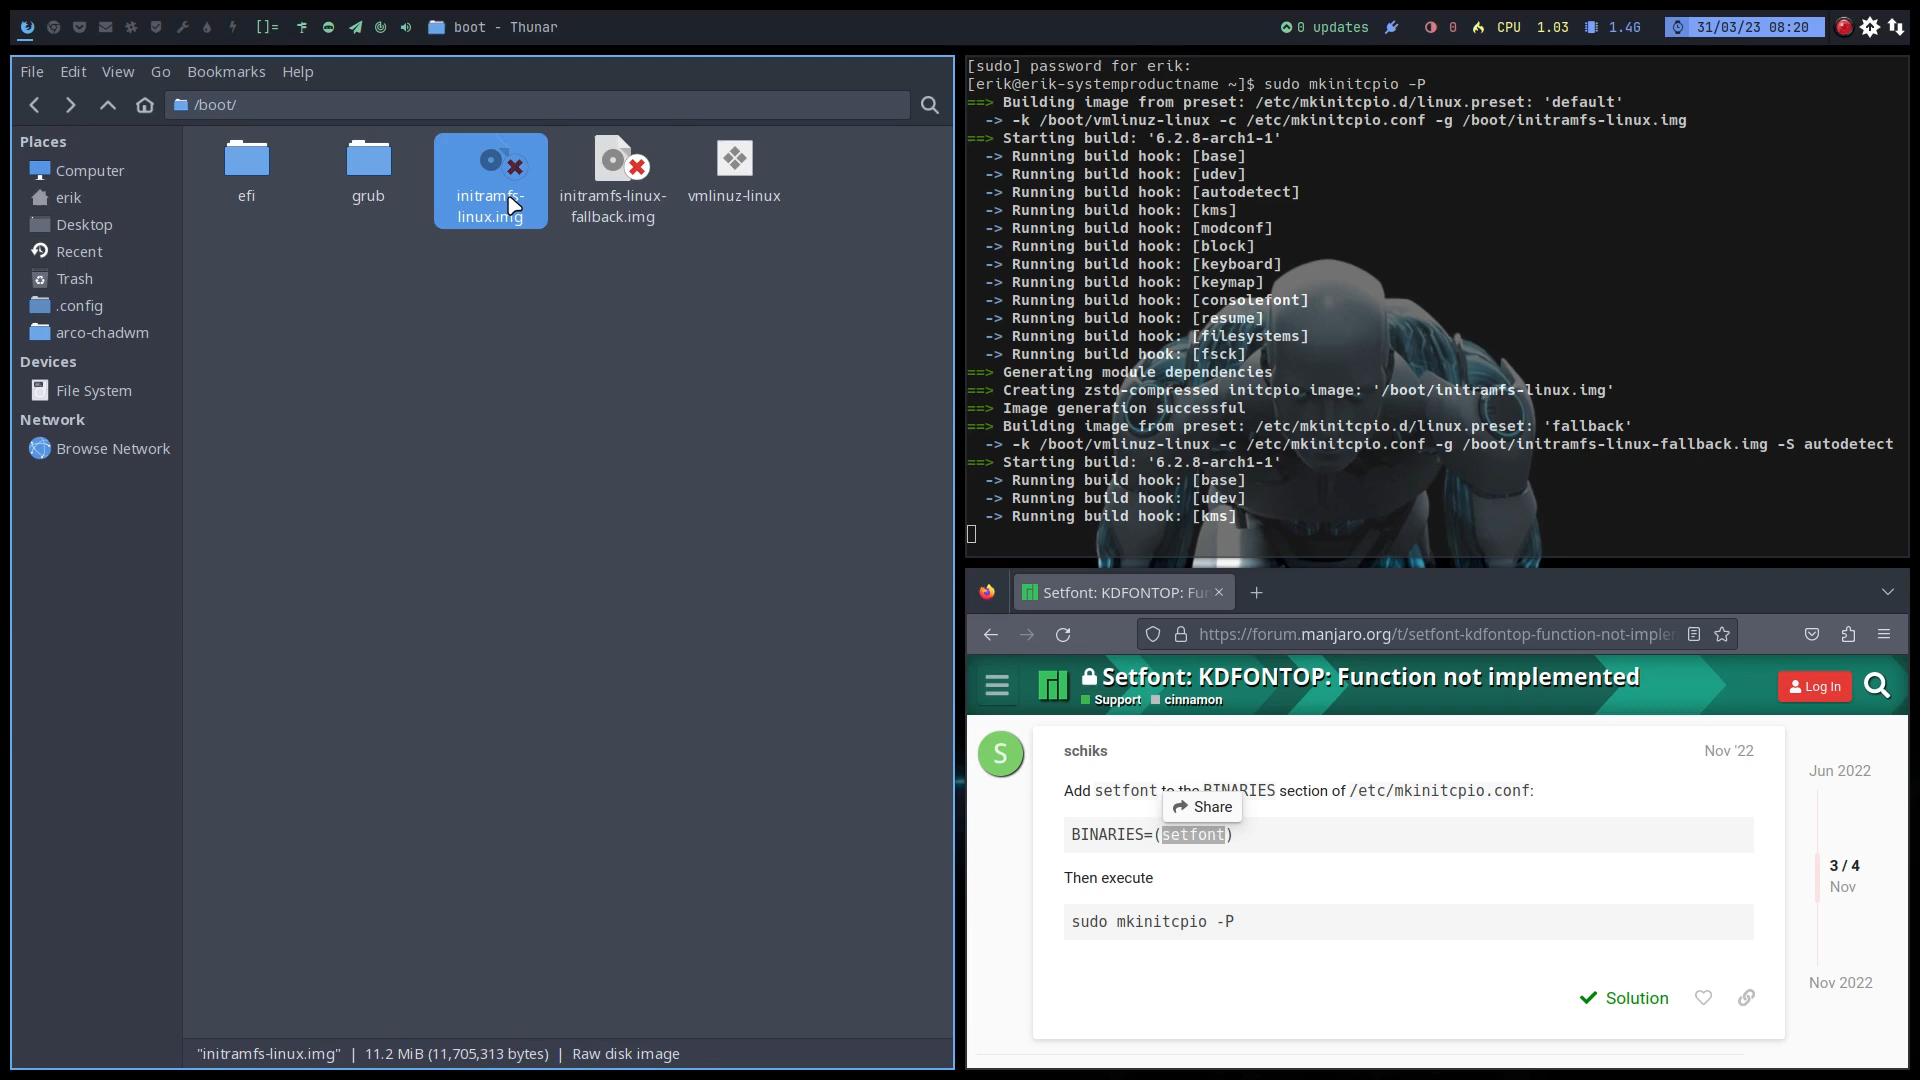 []= boot - Thunar
0 updates 0 CPU 1.03 1.4G 31/03/23 08:20
File Edit View Go Bookmarks Help
/boot/
Places
Computer
erik
Desktop
Recent
Trash
.config
arco-chadwm
Devices
File System
Network
Browse Network
efi
grub
initramfs-
linux.img
initramfs-linux-
fallback.img
vmlinuz-linux
"initramfs-linux.img" | 11.2 MiB (11,705,313 bytes) | Raw disk image
[sudo] password for erik:
[erik@erik-systemproductname ~]$ sudo mkinitcpio -P
==> Building image from preset: /etc/mkinitcpio.d/linux.preset: 'default'
-> -k /boot/vmlinuz-linux -c /etc/mkinitcpio.conf -g /boot/initramfs-linux.img
==> Starting build: '6.2.8-arch1-1'
-> Running build hook: [base]
-> Running build hook: [udev]
-> Running build hook: [autodetect]
-> Running build hook: [kms]
-> Running build hook: [modconf]
-> Running build hook: [block]
-> Running build hook: [keyboard]
-> Running build hook: [keymap]
-> Running build hook: [consolefont]
-> Running build hook: [resume]
-> Running build hook: [filesystems]
-> Running build hook: [fsck]
==> Generating module dependencies
==> Creating zstd-compressed initcpio image: '/boot/initramfs-linux.img'
==> Image generation successful
==> Building image from preset: /etc/mkinitcpio.d/linux.preset: 'fallback'
-> -k /boot/vmlinuz-linux -c /etc/mkinitcpio.conf -g /boot/initramfs-linux-fallback.img -S autodetect
==> Starting build: '6.2.8-arch1-1'
-> Running build hook: [base]
-> Running build hook: [udev]
-> Running build hook: [kms]
Setfont: KDFONTOP: Fu
https://forum.manjaro.org/t/setfont-kdfontop-function-not-imple
Setfont: KDFONTOP: Function not implemented
Support cinnamon
Log In
S
schiks
Nov '22
Add setfont to the BINARIES section of /etc/mkinitcpio.conf:
Share
BINARIES=(setfont)
Then execute
sudo mkinitcpio -P
Solution
Jun 2022
3 / 4
Nov
Nov 2022